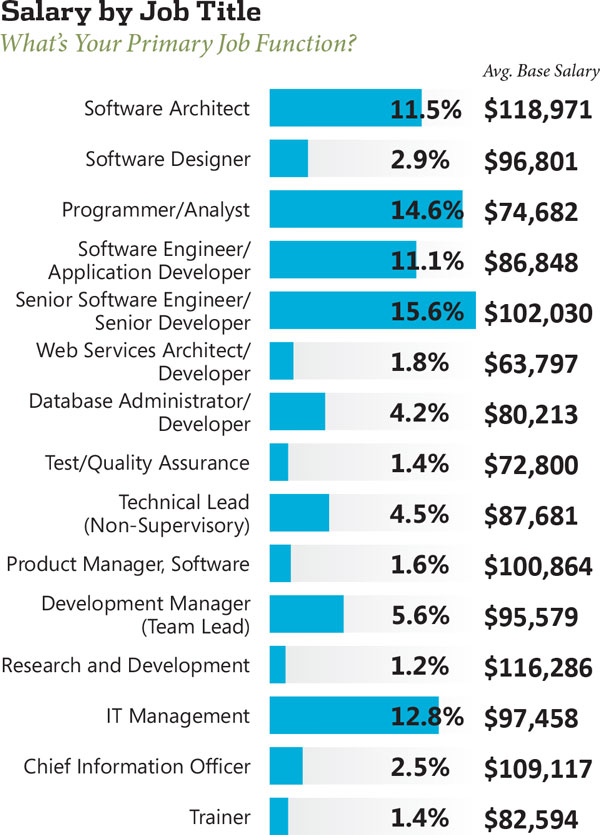 Salary by Job Title
What's Your Primary Job Function?
Avg. Base Salary
Software Architect 11.5% $118,971
Software Designer 2.9% $96,801
Programmer/Analyst 14.6% $74,682
Software Engineer/
Application Developer 11.1% $86,848
Senior Software Engineer/
Senior Developer 15.6% $102,030
Web Services Architect/
Developer 1.8% $63,797
Database Administrator/
Developer 4.2% $80,213
Test/Quality Assurance 1.4% $72,800
Technical Lead
(Non-Supervisory) 4.5% $87,681
Product Manager, Software 1.6% $100,864
Development Manager
(Team Lead) 5.6% $95,579
Research and Development 1.2% $116,286
IT Management 12.8% $97,458
Chief Information Officer 2.5% $109,117
Trainer 1.4% $82,594